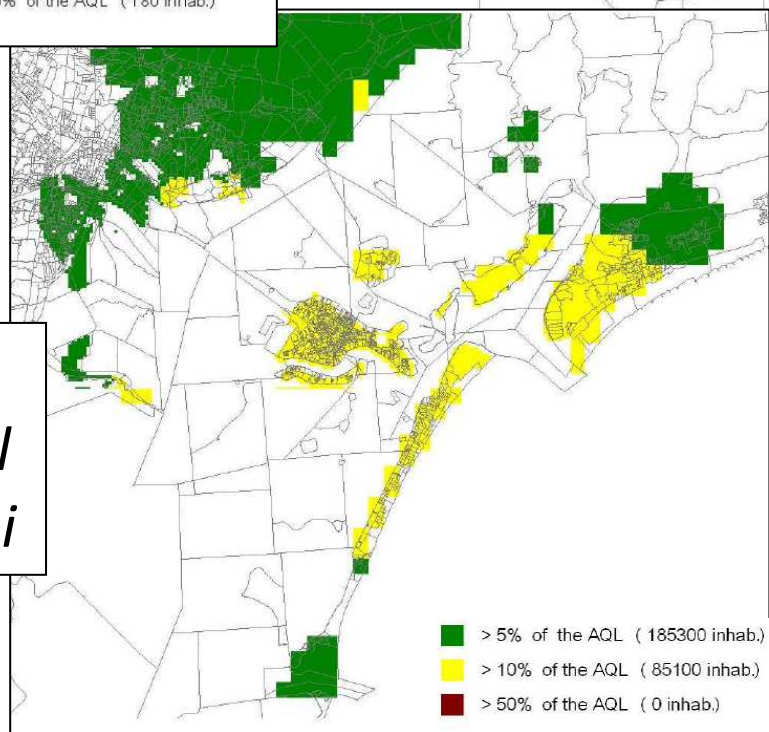 % of the AQL ( 180 inhab.)
l
i
> 5% of the AQL ( 185300 inhab.)
> 10% of the AQL ( 85100 inhab.)
> 50% of the AQL ( 0 inhab.)